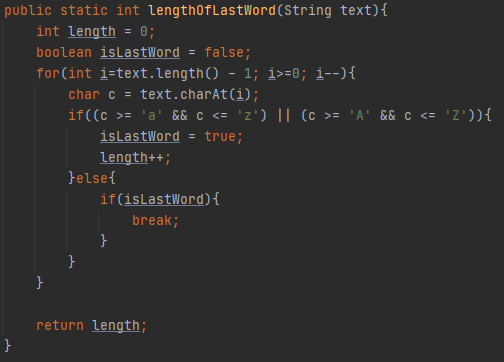 public static int lengthOfLastWord(String text){
    int length = 0;
    boolean isLastWord = false;
    for(int i=text.length() - 1; i>=0; i--){
        char c = text.charAt(i);
        if((c >= 'a' && c <= 'z') || (c >= 'A' && c <= 'Z')){
            isLastWord = true;
            length++;
        }else{
            if(isLastWord){
                break;
            }
        }
    }

    return length;
}